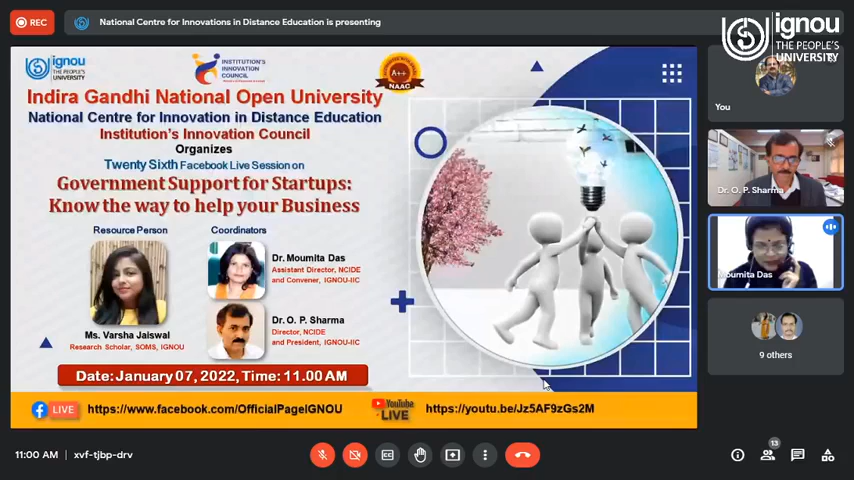 REC
National Centre for Innovations in Distance Education is presenting
ignou
THE PEOPLE'S
UNIVERSITY
ignou
THE PEOPLE'S
UNIVERSITY
INSTITUTION'S
INNOVATION
COUNCIL
A++
NAAC
Indira Gandhi National Open University
National Centre for Innovation in Distance Education
Institution's Innovation Council
Organizes
Twenty Sixth Facebook Live Session on
Government Support for Startups:
Know the way to help your Business
Resource Person
Coordinators
Dr. Moumita Das
Assistant Director, NCIDE
and Convener, IGNOU-IIC
Dr. O. P. Sharma
Director, NCIDE
and President, IGNOU-IIC
Ms. Varsha Jaiswal
Research Scholar, SOMS, IGNOU
Date: January 07, 2022, Time: 11.00 AM
LIVE
https://www.facebook.com/OfficialPageIGNOU
YouTube
LIVE
https://youtu.be/Jz5AF9zGs2M
You
Dr. O. P. Sharma
Moumita Das
9 others
11:00 AM
xvf-tjbp-drv
CC
13